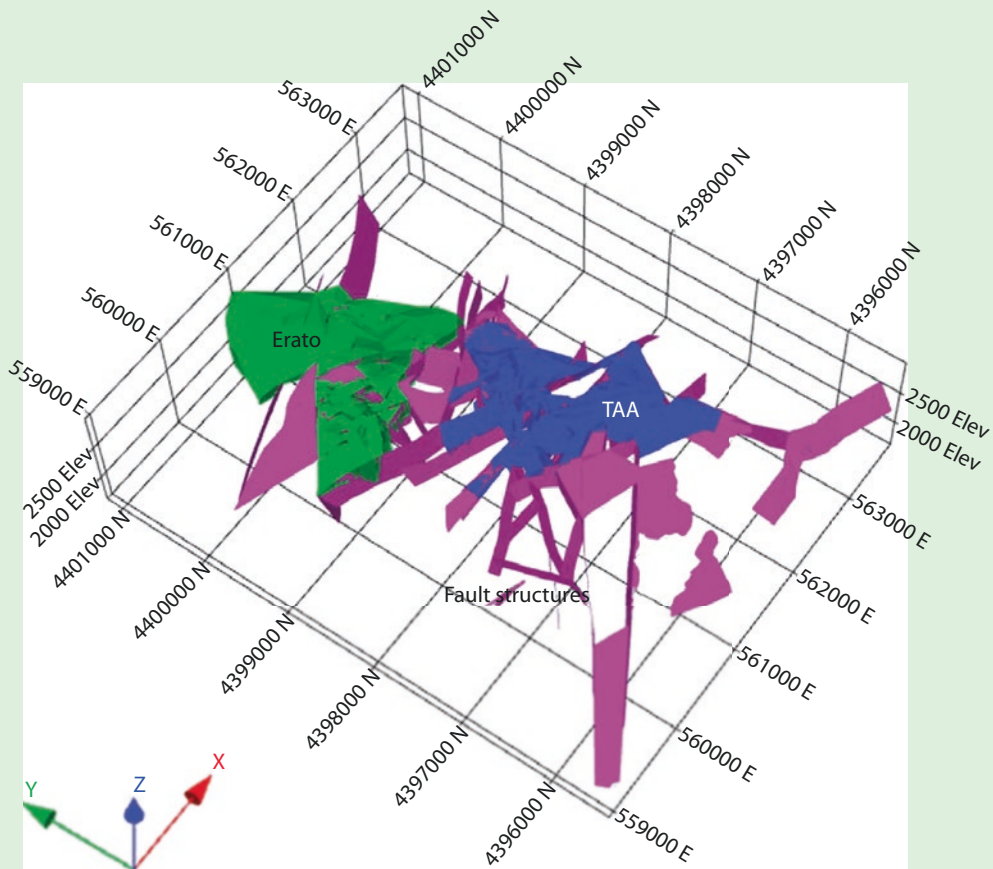 4401000 N
4400000 N
4399000 N
4398000 N
4397000 N
4396000 N
563000 E
562000 E
561000 E
560000 E
559000 E
2500 Elev
2000 Elev
Erato
TAA
Fault structures
2500 Elev
2000 Elev
563000 E
562000 E
561000 E
560000 E
559000 E
4401000 N
4400000 N
4399000 N
4398000 N
4397000 N
4396000 N
X
Y
Z